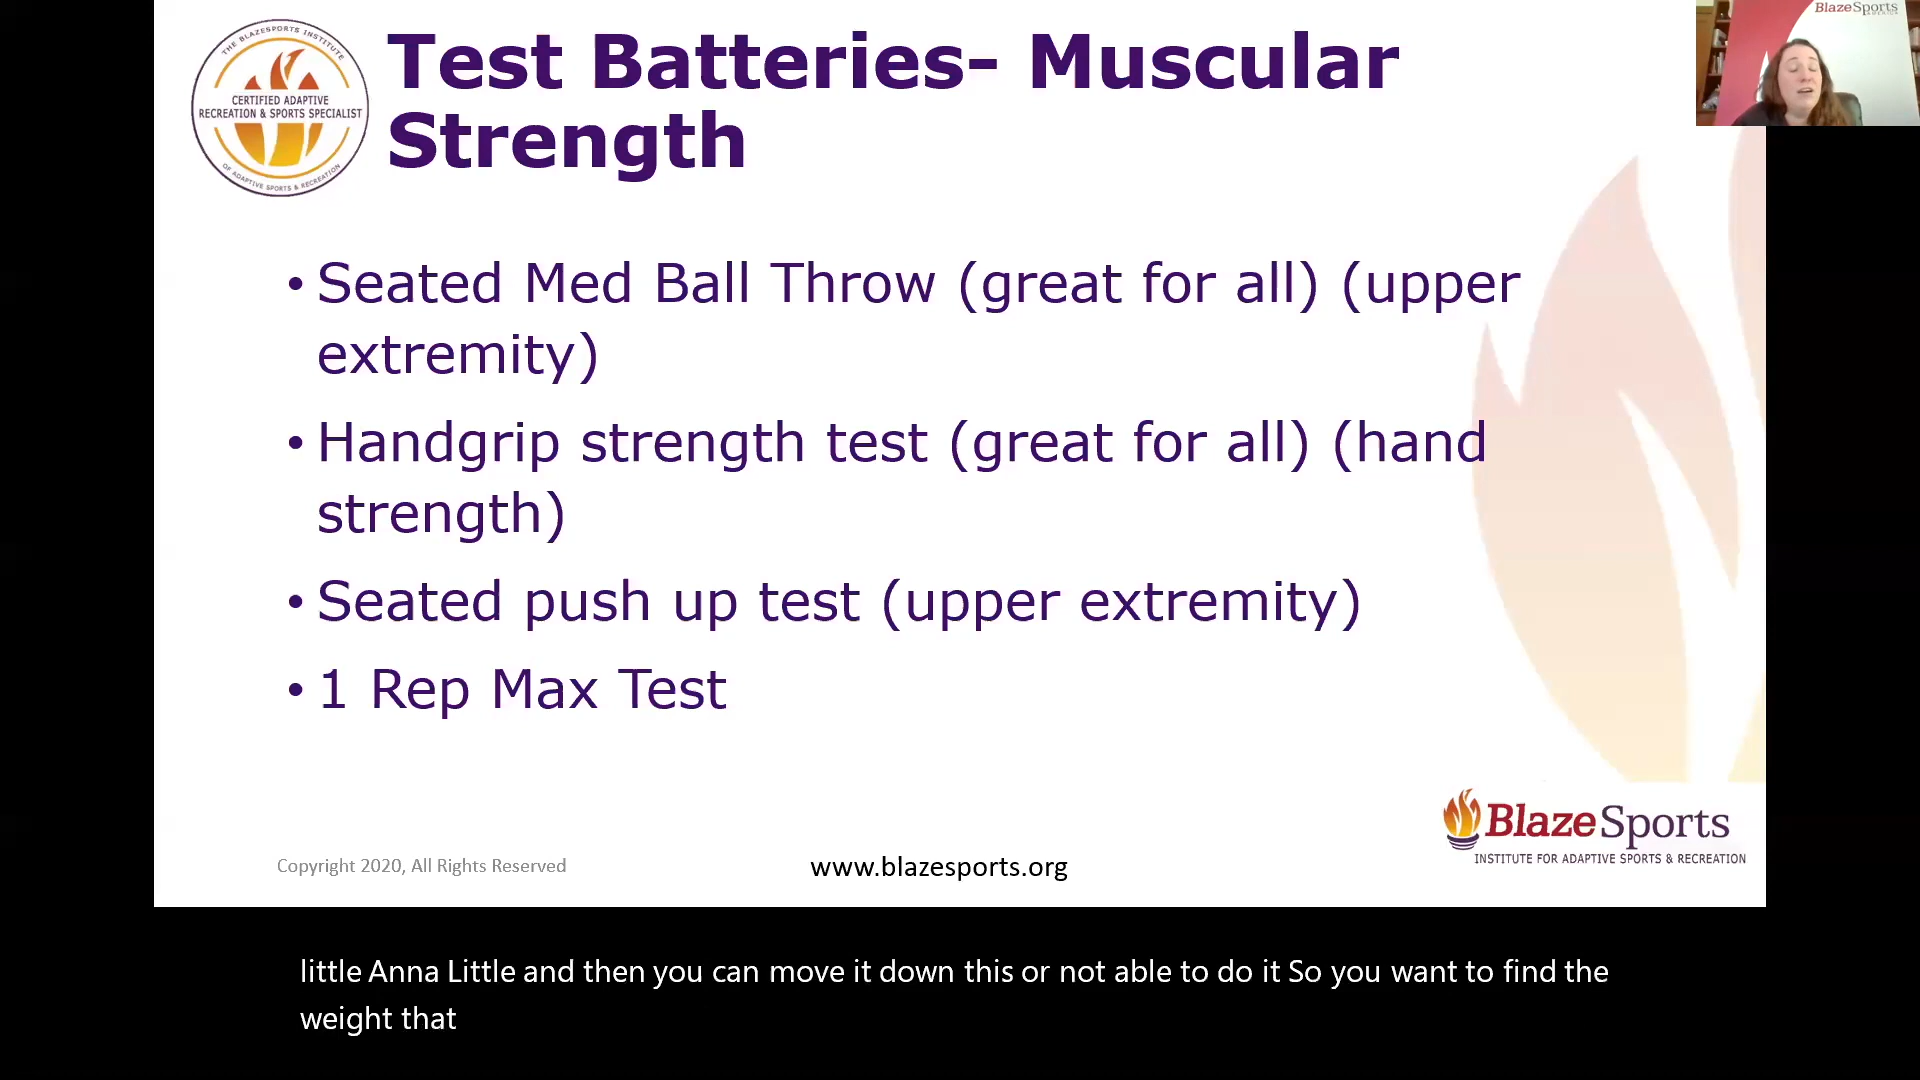 THE BLAZESPORTS INSTITUTE
CERTIFIED ADAPTIVE
RECREATION & SPORTS SPECIALIST
OF ADAPTIVE SPORTS & RECREATION
Test Batteries- Muscular
Strength
BlazeSports
AMERICA
• Seated Med Ball Throw (great for all) (upper
extremity)
• Handgrip strength test (great for all) (hand
strength)
• Seated push up test (upper extremity)
• 1 Rep Max Test
BlazeSports
INSTITUTE FOR ADAPTIVE SPORTS & RECREATION
Copyright 2020, All Rights Reserved
www.blazesports.org
little Anna Little and then you can move it down this or not able to do it So you want to find the
weight that